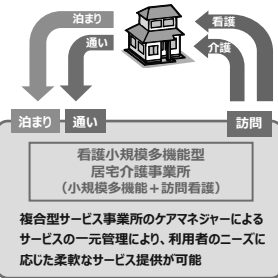 泊まり
通い
看護
介護
泊まり
通い
訪問
看護小規模多機能型
居宅介護事業所
（小規模多機能＋訪問看護）
複合型サービス事業所のケアマネジャーによる
サービスの一元管理により、利用者のニーズに
応じた柔軟なサービス提供が可能